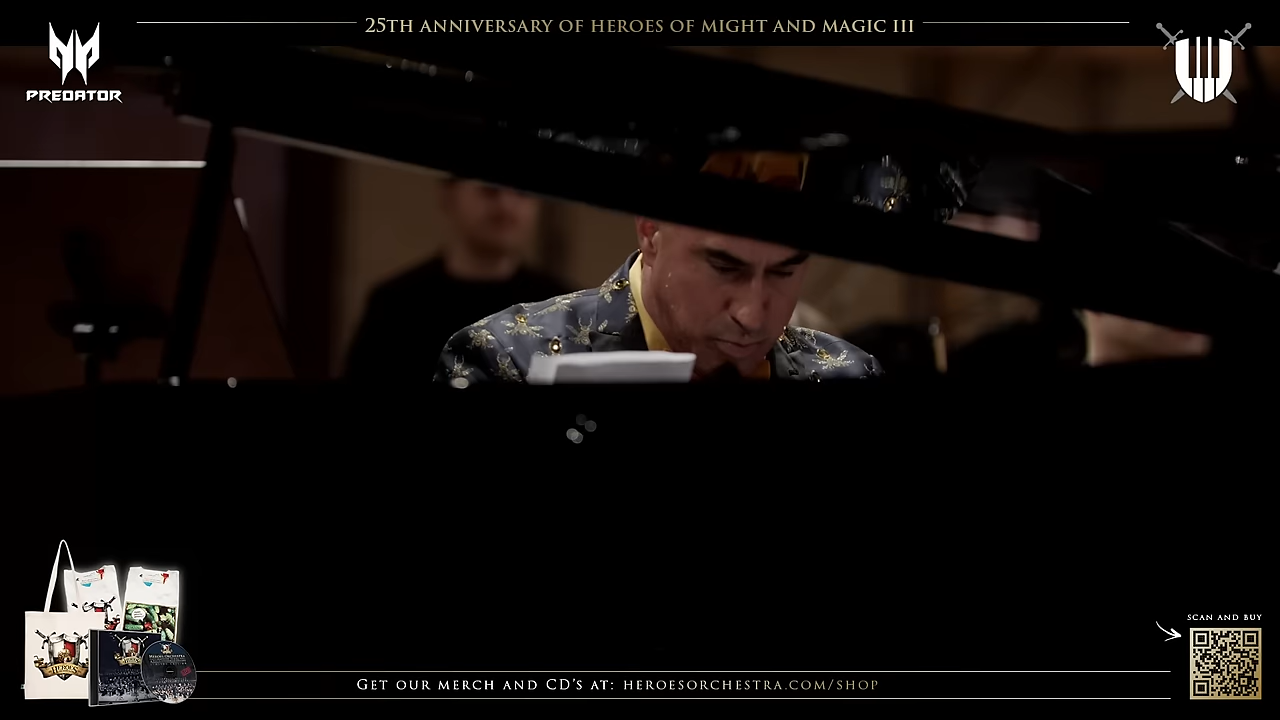 25TH ANNIVERSARY OF HEROES OF MIGHT AND MAGIC III
PREDATOR
SCAN AND BUY
HEROES
GET OUR MERCH AND CD'S AT: HEROESORCHESTRA.COM/SHOP